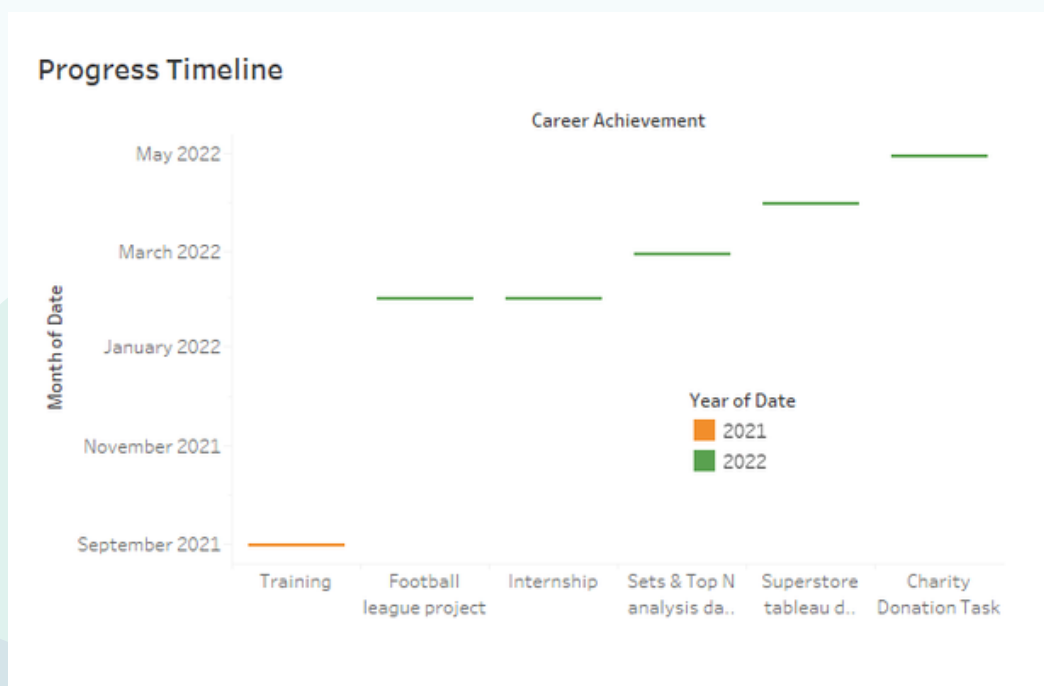 Progress Timeline
Career Achievement
May 2022
March 2022
January 2022
November 2021
September 2021
Month of Date
Year of Date
2021
2022
Training
Football
league project
Internship
Sets & Top N
analysis da..
Superstore
tableau d..
Charity
Donation Task